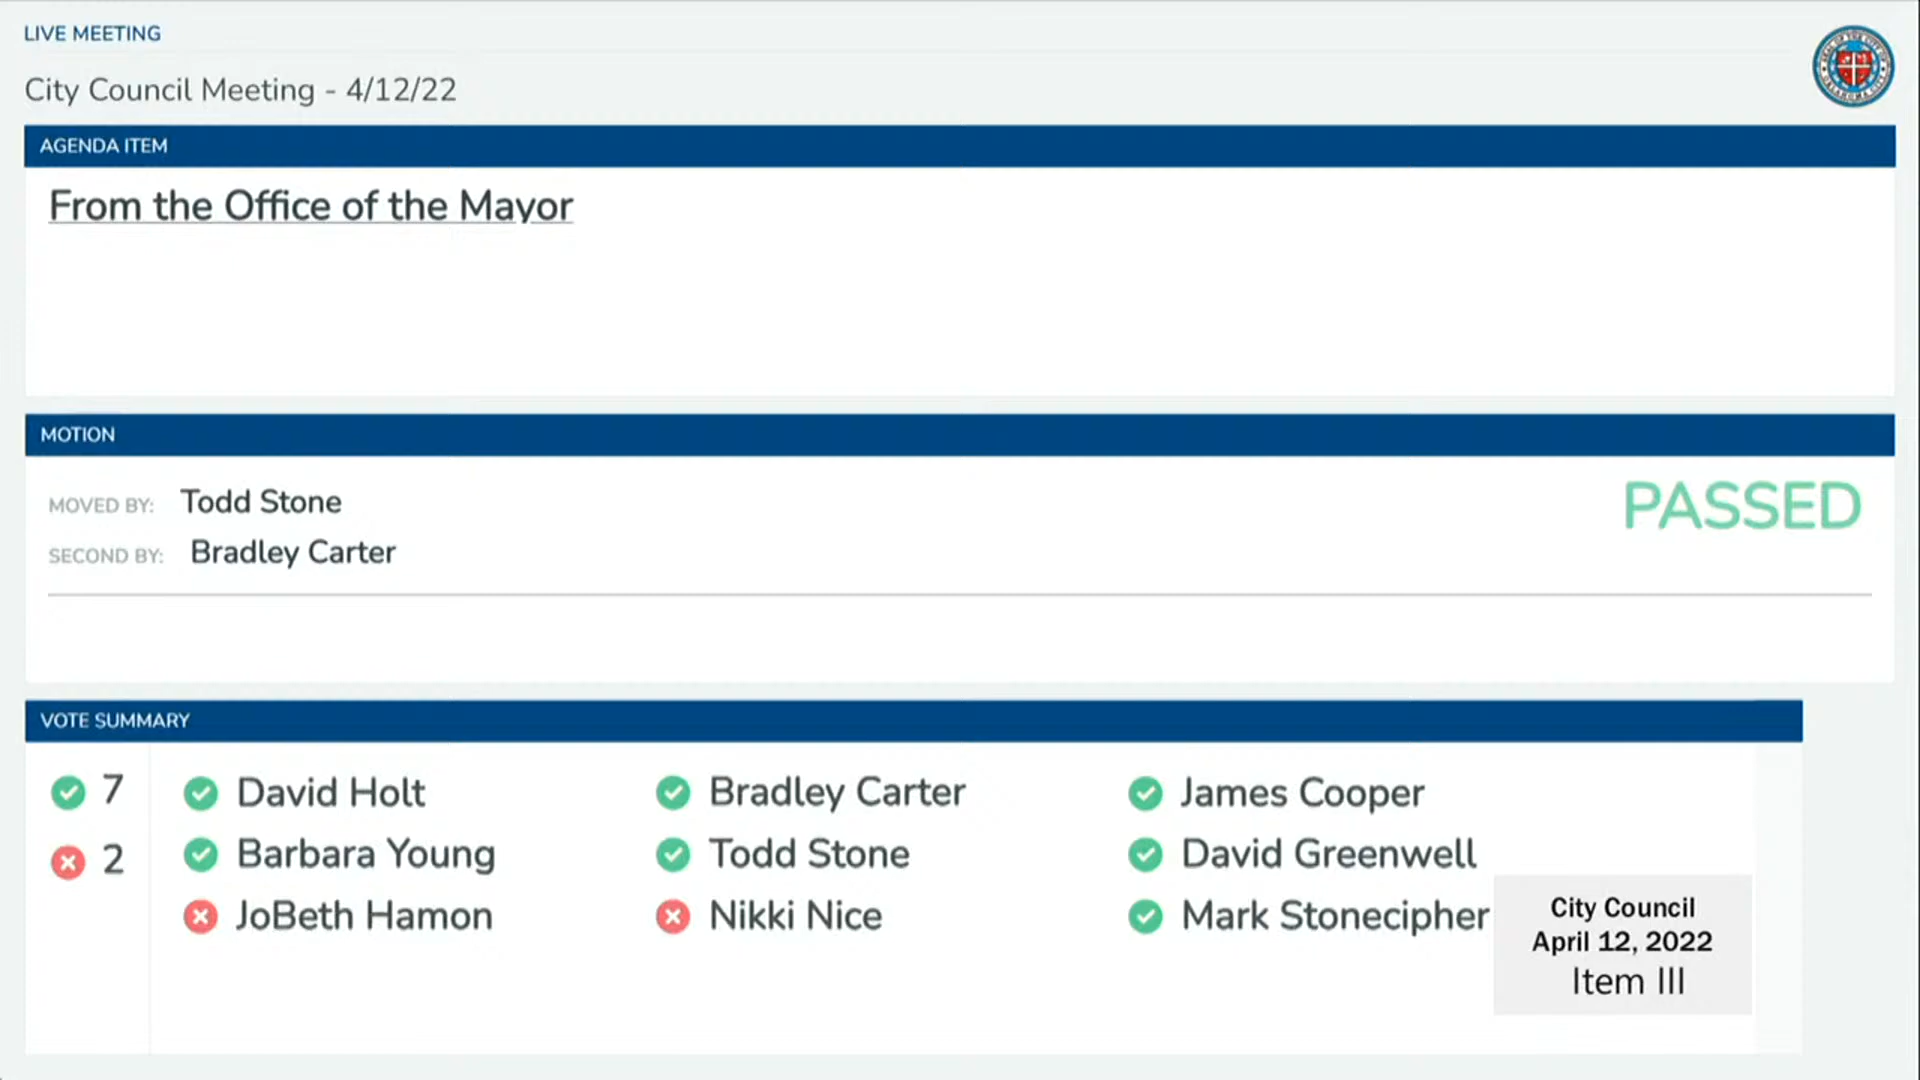 LIVE MEETING
City Council Meeting - 4/12/22
AGENDA ITEM
From the Office of the Mayor
MOTION
MOVED BY: Todd Stone
PASSED
SECOND BY: Bradley Carter
VOTE SUMMARY
7 David Holt Bradley Carter James Cooper
2 Barbara Young Todd Stone David Greenwell
JoBeth Hamon Nikki Nice Mark Stonecipher
City Council
April 12, 2022
Item III